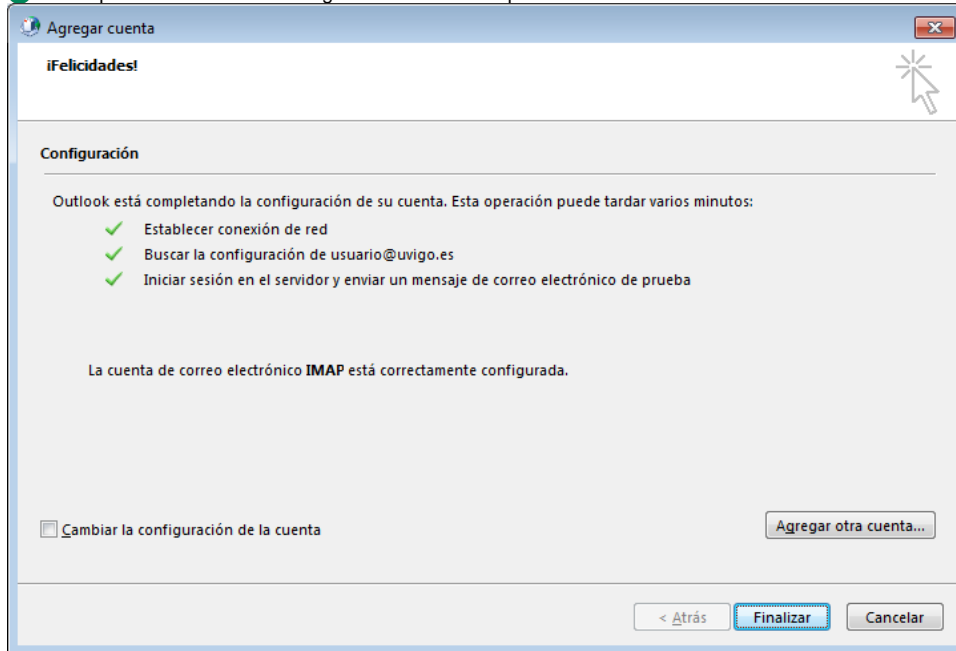 Agregar cuenta
¡Felicidades!
Configuración
Outlook está completando la configuración de su cuenta. Esta operación puede tardar varios minutos:
Establecer conexión de red
Buscar la configuración de usuario@uvigo.es
Iniciar sesión en el servidor y enviar un mensaje de correo electrónico de prueba
La cuenta de correo electrónico IMAP está correctamente configurada.
Cambiar la configuración de la cuenta
Agregar otra cuenta...
< Atrás
Finalizar
Cancelar